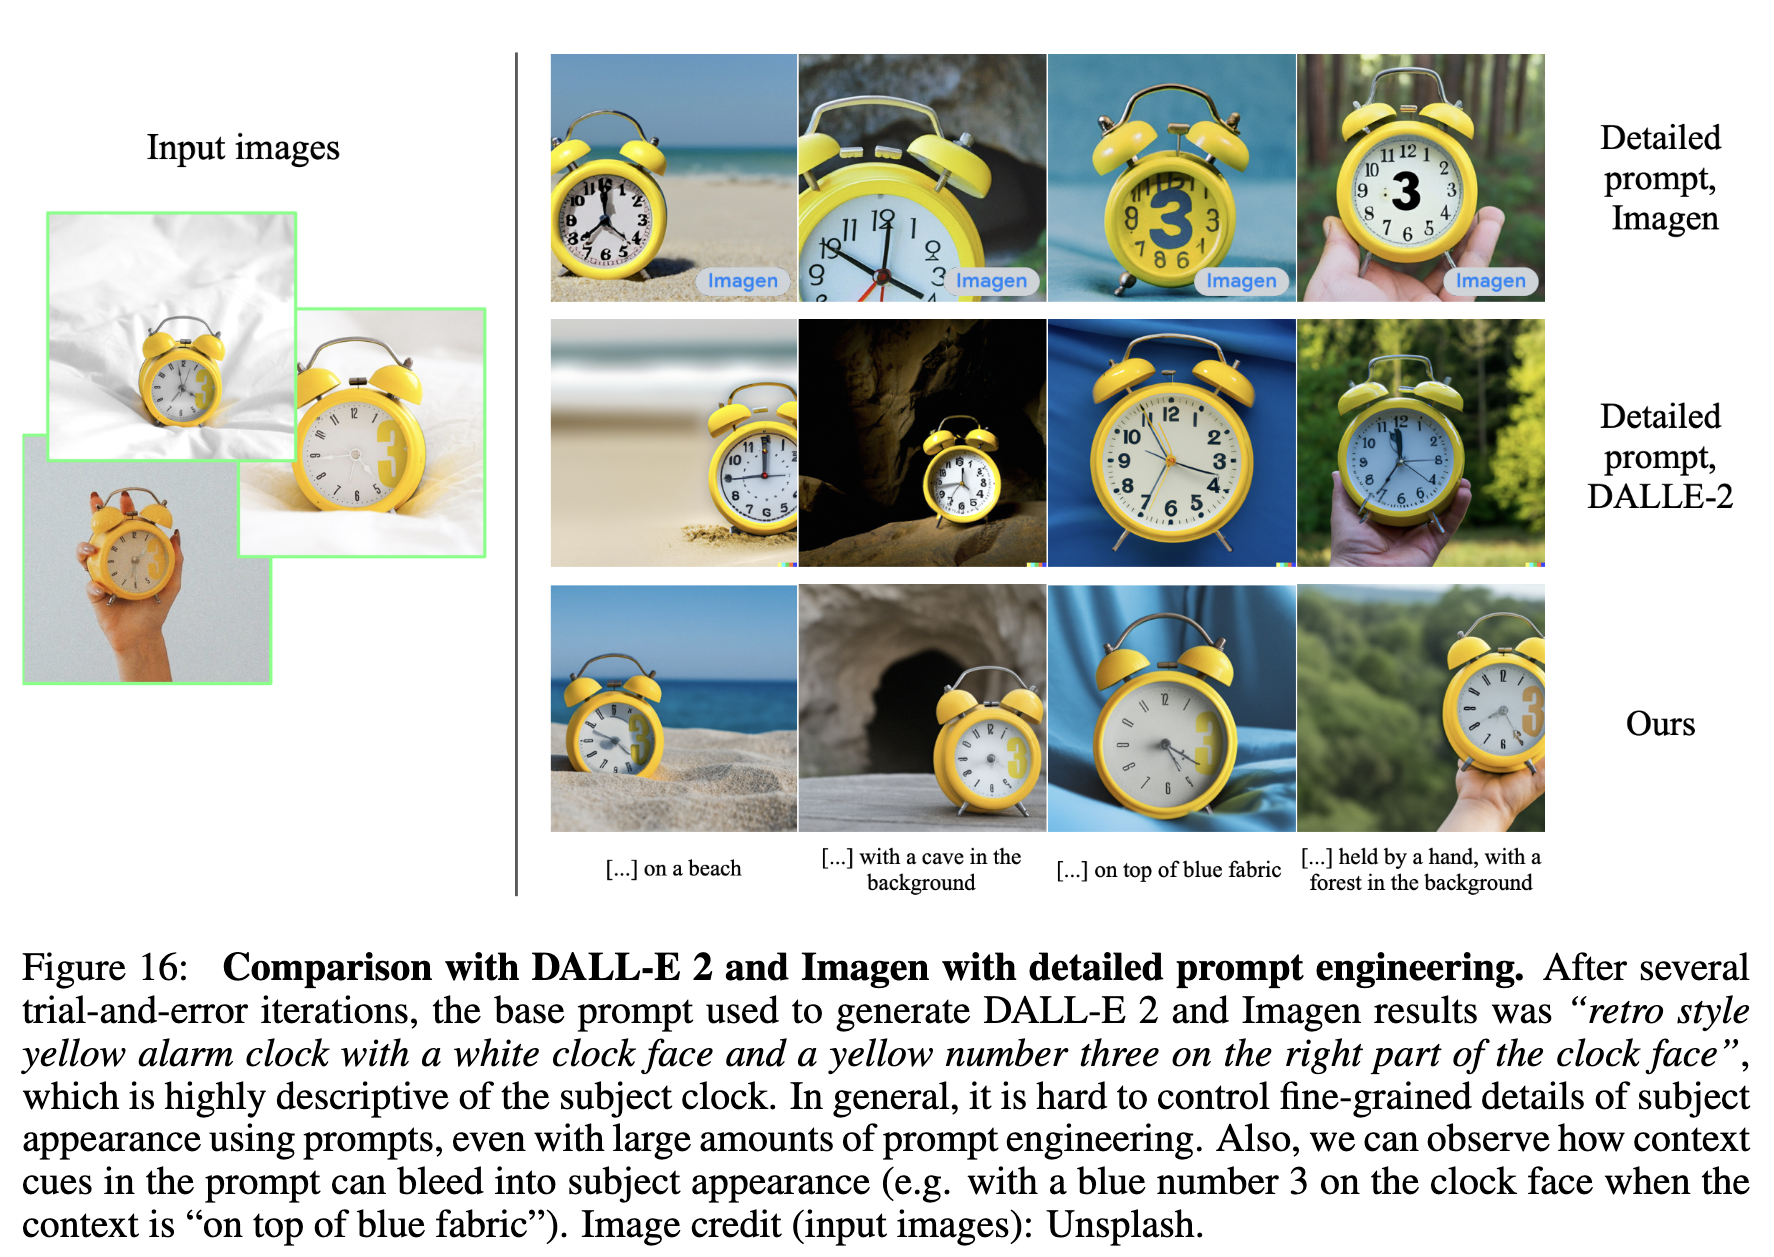 Input images
Detailed
prompt,
Imagen
Imagen
Imagen
Imagen
Imagen
Detailed
prompt,
DALLE-2
Ours
[...] on a beach
[...] with a cave in the
background
[...] on top of blue fabric
[...] held by a hand, with a
forest in the background
Figure 16: Comparison with DALL-E 2 and Imagen with detailed prompt engineering. After several
trial-and-error iterations, the base prompt used to generate DALL-E 2 and Imagen results was “retro style
yellow alarm clock with a white clock face and a yellow number three on the right part of the clock face”,
which is highly descriptive of the subject clock. In general, it is hard to control fine-grained details of subject
appearance using prompts, even with large amounts of prompt engineering. Also, we can observe how context
cues in the prompt can bleed into subject appearance (e.g. with a blue number 3 on the clock face when the
context is “on top of blue fabric”). Image credit (input images): Unsplash.